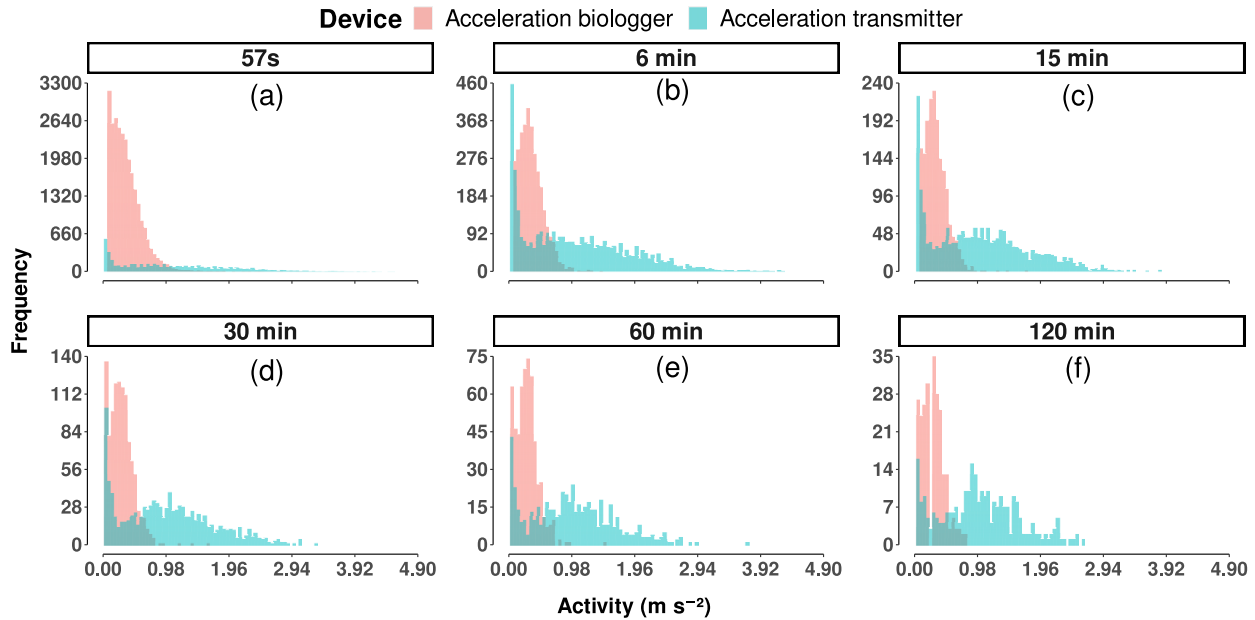 Device Acceleration biologger Acceleration transmitter
57s 6 min 15 min
(a) (b) (c)
3300 460 240
2640 368 192
1980 276 144
1320 184 96
660 92 48
0 0 0
Frequency
30 min 60 min 120 min
(d) (e) (f)
140 75 35
112 60 28
84 45 21
56 30 14
28 15 7
0 0 0
0.00 0.98 1.96 2.94 3.92 4.90 0.00 0.98 1.96 2.94 3.92 4.90 0.00 0.98 1.96 2.94 3.92 4.90
Activity (m s⁻²)